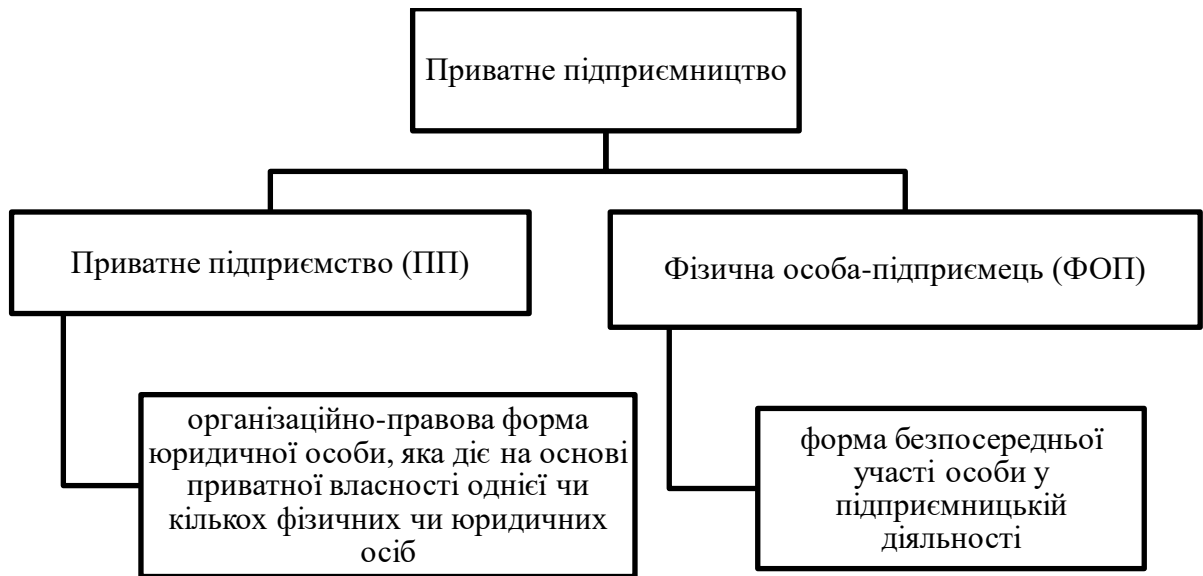 Приватне підприємництво
Приватне підприємство (ПП)
Фізична особа-підприємець (ФОП)
організаційно-правова форма
юридичної особи, яка діє на основі
приватної власності однієї чи
кількох фізичних чи юридичних
осіб
форма безпосередньої
участі особи у
підприємницькій
діяльності